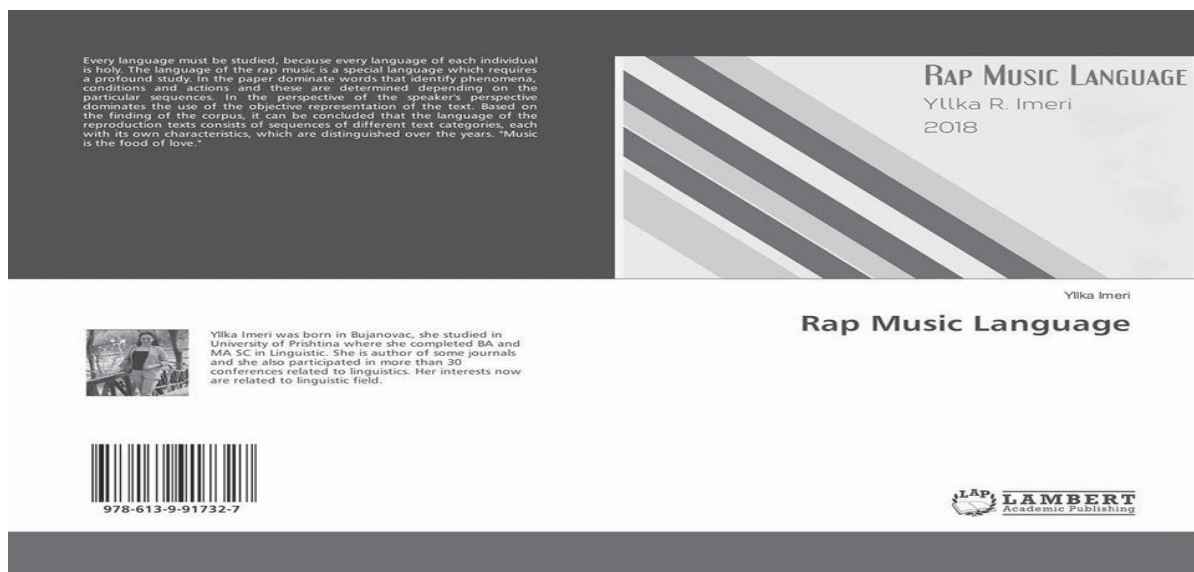 Every language must be studied, because every language of each individual
is holy. The language of the rap music is a special language which requires
a profound study. In the paper dominate words that identify phenomena,
conditions and actions and these are determined depending on the
particular sequences. In the perspective of the speaker's perspective
dominates the use of the objective representation of the text. Based on
the finding of the corpus, it can be concluded that the language of the
reproduction texts consists of sequences of different text categories, each
with its own characteristics, which are distinguished over the years. "Music
is the food of love."
Yllka Imeri was born in Bujanovac, she studied in
University of Prishtina where she completed BA and
MA SC in Linguistic. She is author of some journals
and she also participated in more than 30
conferences related to linguistics. Her interests now
are related to linguistic field.
978-613-9-91732-7
RAP MUSIC LANGUAGE
Yllka R. Imeri
2018
Yllka Imeri
Rap Music Language
LAP
LAMBERT
Academic Publishing